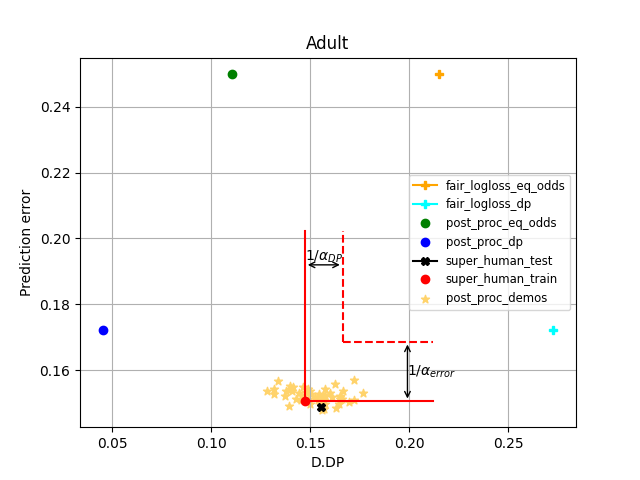 Adult
Prediction error
0.24
0.22
0.20
0.18
0.16
fair_logloss_eq_odds
fair_logloss_dp
post_proc_eq_odds
post_proc_dp
super_human_test
super_human_train
post_proc_demos
1/α_DP
1/α_error
0.05 0.10 0.15 0.20 0.25
D.DP